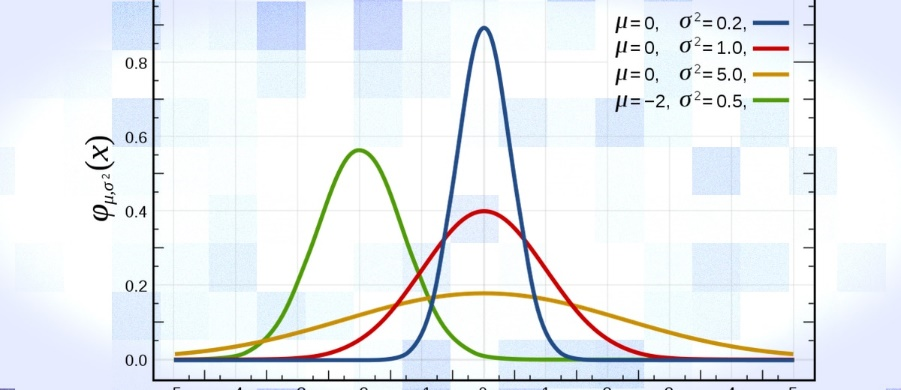 μ=0, σ²=0.2,
μ=0, σ²=1.0,
μ=0, σ²=5.0,
μ=−2, σ²=0.5,
φμ,σ²(x)
0.8
0.6
0.4
0.2
0.0